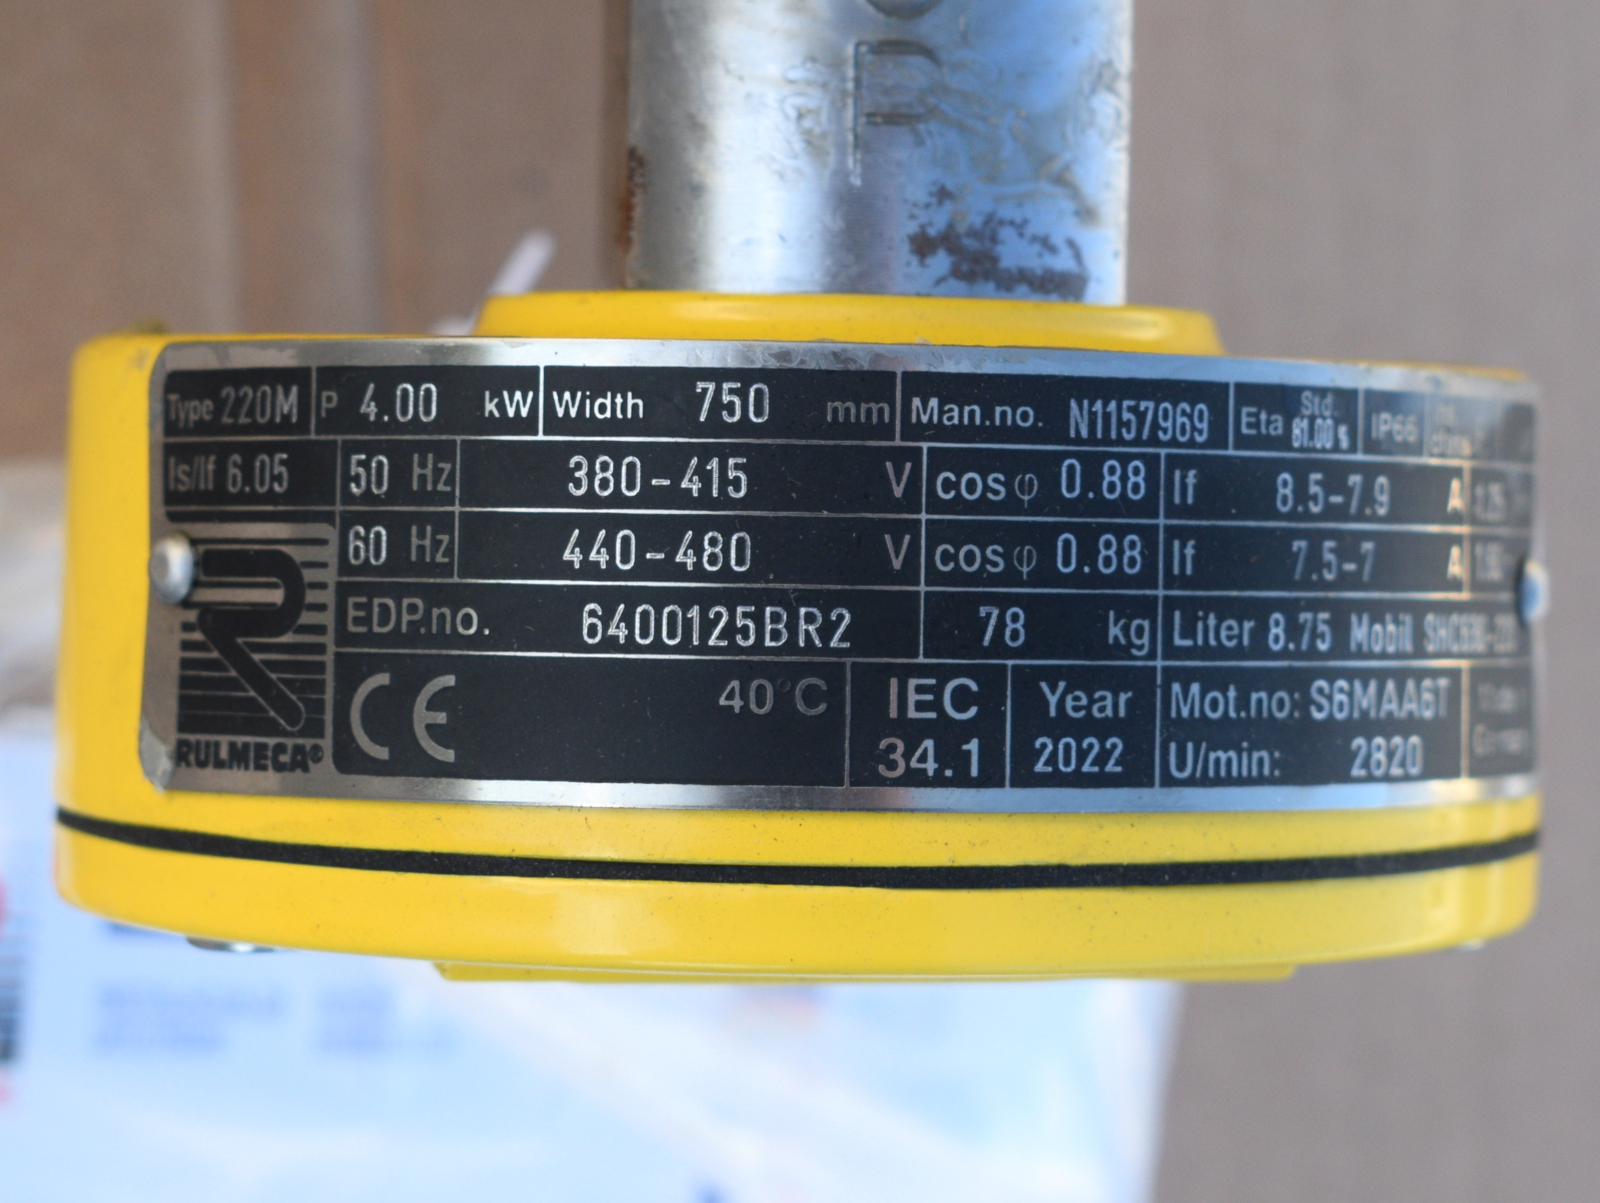 P
Type 220M P 4.00 kW Width 750 mm Man.no. N1157969 Eta Std. 81.00% IP66
Is/If 6.05 50 Hz 380-415 V cosφ 0.88 If 8.5-7.9 A
60 Hz 440-480 V cosφ 0.88 If 7.5-7 A
EDP.no. 6400125BR2 78 kg Liter 8.75 Mobil
CE 40°C IEC 34.1 Year 2022 Mot.no: S6MAA6T
U/min: 2820
RULMECA®